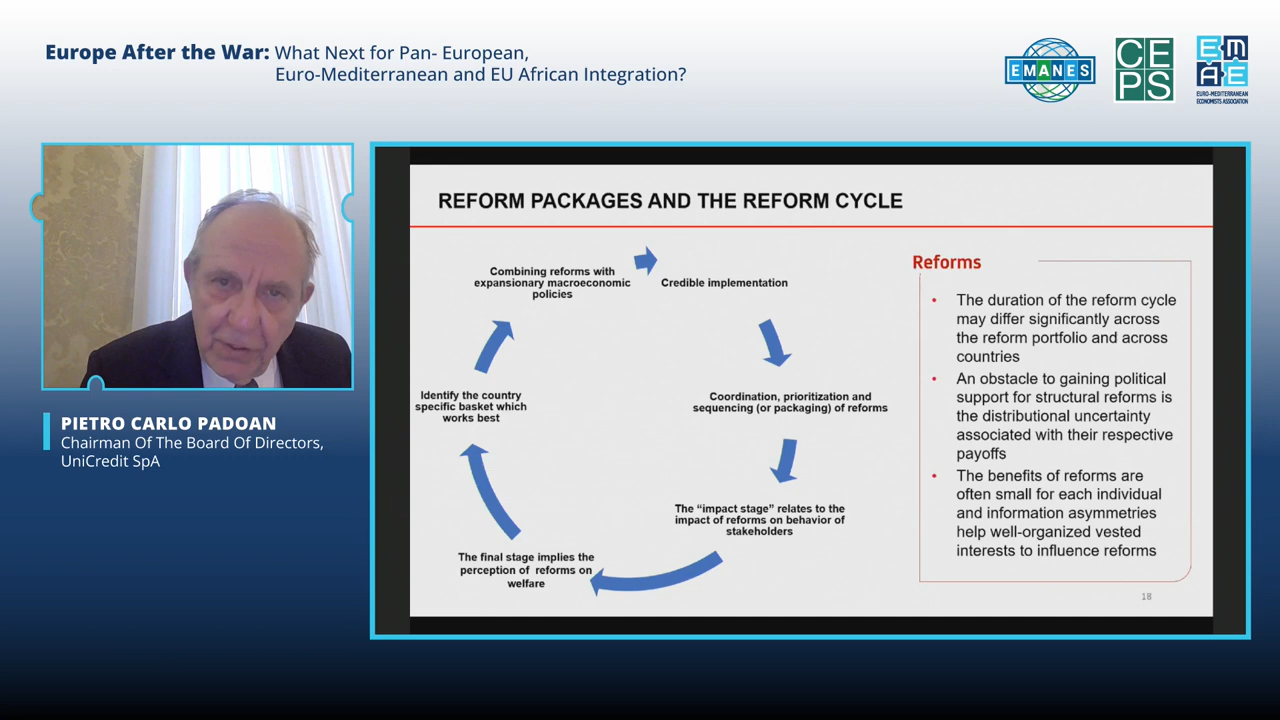 Europe After the War: What Next for Pan- European,
Euro-Mediterranean and EU African Integration?
EMANES
CE
PS
EM
AE
EURO-MEDITERRANEAN
ECONOMISTS ASSOCIATION
PIETRO CARLO PADOAN
Chairman Of The Board Of Directors,
UniCredit SpA
REFORM PACKAGES AND THE REFORM CYCLE
Combining reforms with
expansionary macroeconomic
policies
Credible implementation
Coordination, prioritization and
sequencing (or packaging) of reforms
The “impact stage” relates to the
impact of reforms on behavior of
stakeholders
The final stage implies the
perception of reforms on
welfare
Identify the country
specific basket which
works best
Reforms
• The duration of the reform cycle
may differ significantly across
the reform portfolio and across
countries
• An obstacle to gaining political
support for structural reforms is
the distributional uncertainty
associated with their respective
payoffs
• The benefits of reforms are
often small for each individual
and information asymmetries
help well-organized vested
interests to influence reforms
18